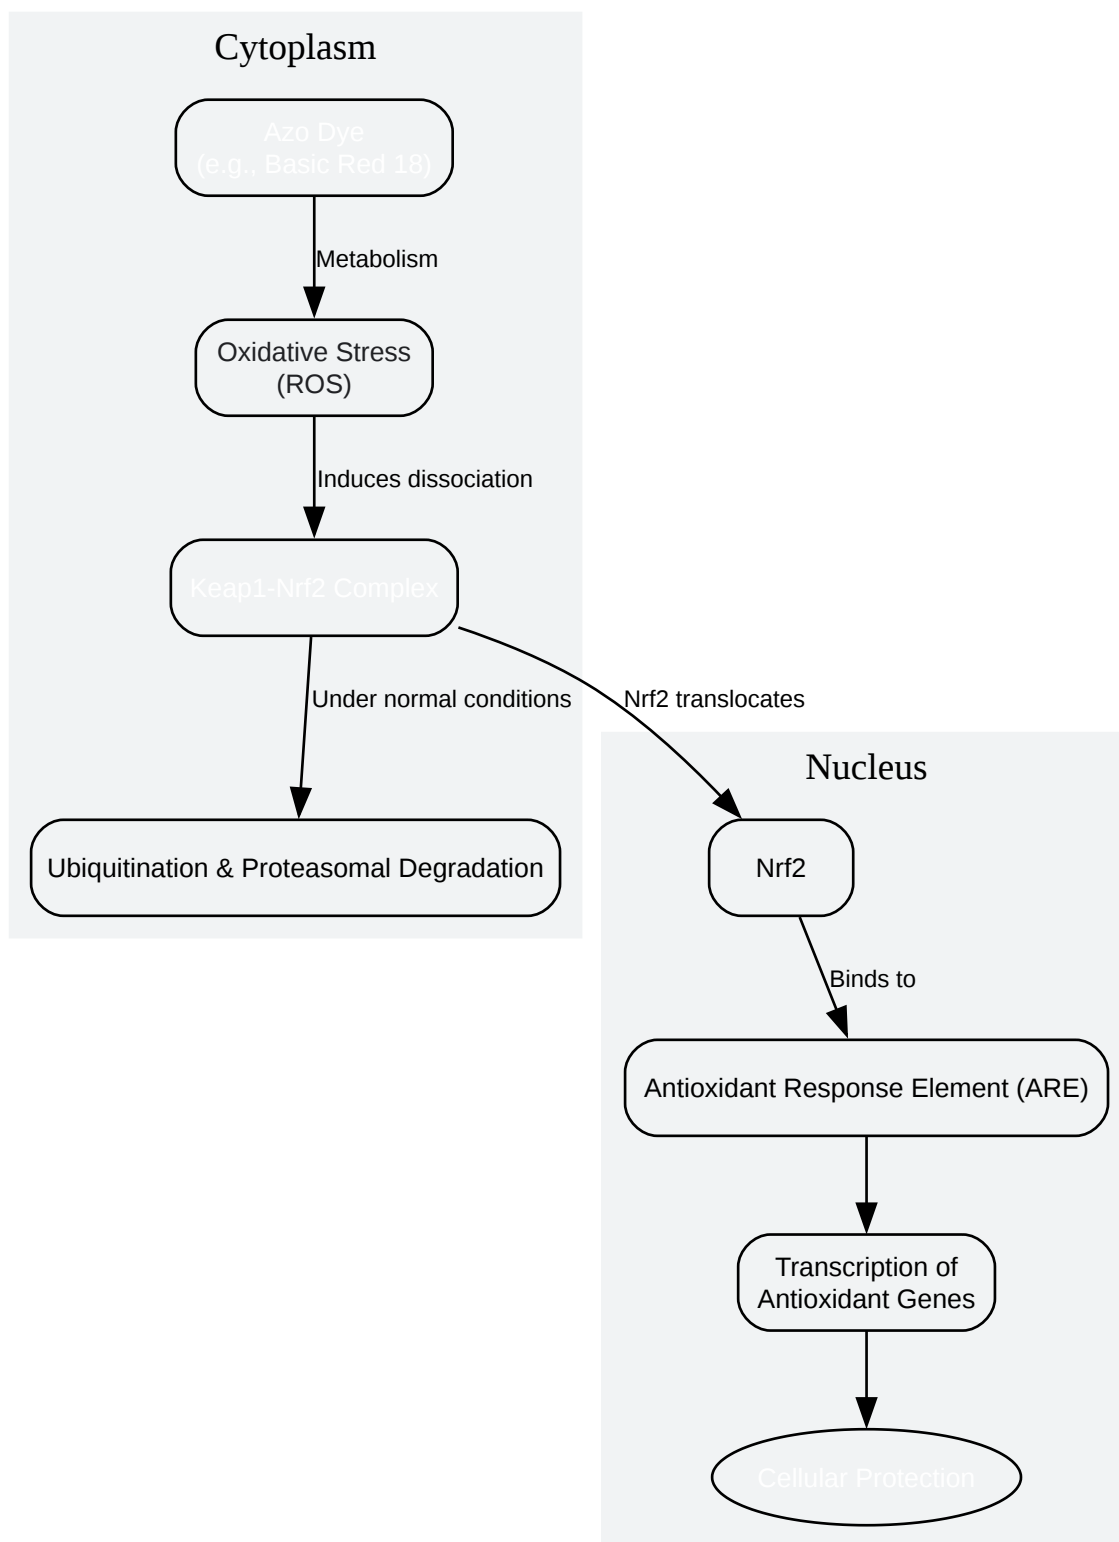 Cytoplasm
Azo Dye
(e.g., Basic Red 18)
Metabolism
Oxidative Stress
(ROS)
Induces dissociation
Keap1-Nrf2 Complex
Under normal conditions
Nrf2 translocates
Nucleus
Ubiquitination & Proteasomal Degradation
Nrf2
Binds to
Antioxidant Response Element (ARE)
Transcription of
Antioxidant Genes
Cellular Protection